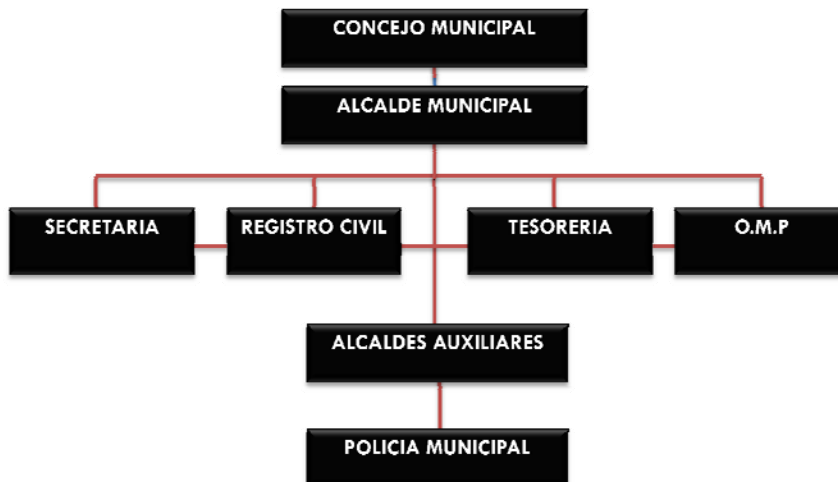 CONCEJO MUNICIPAL
ALCALDE MUNICIPAL
SECRETARIA
REGISTRO CIVIL
TESORERIA
O.M.P
ALCALDES AUXILIARES
POLICIA MUNICIPAL